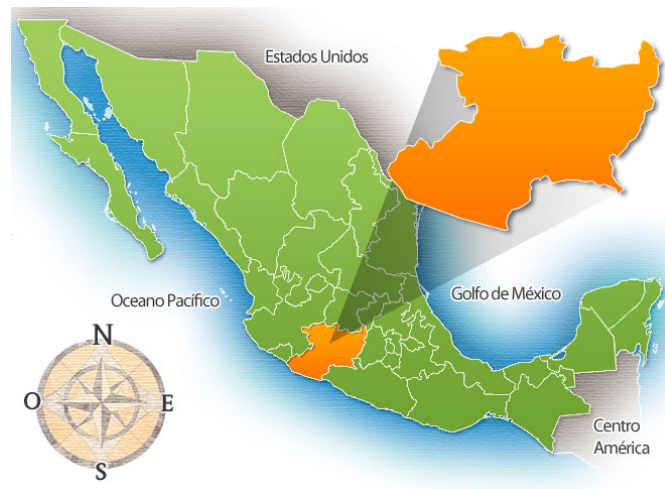 Estados Unidos
Oceano Pacífico
Golfo de México
N
O
E
S
Centro
América